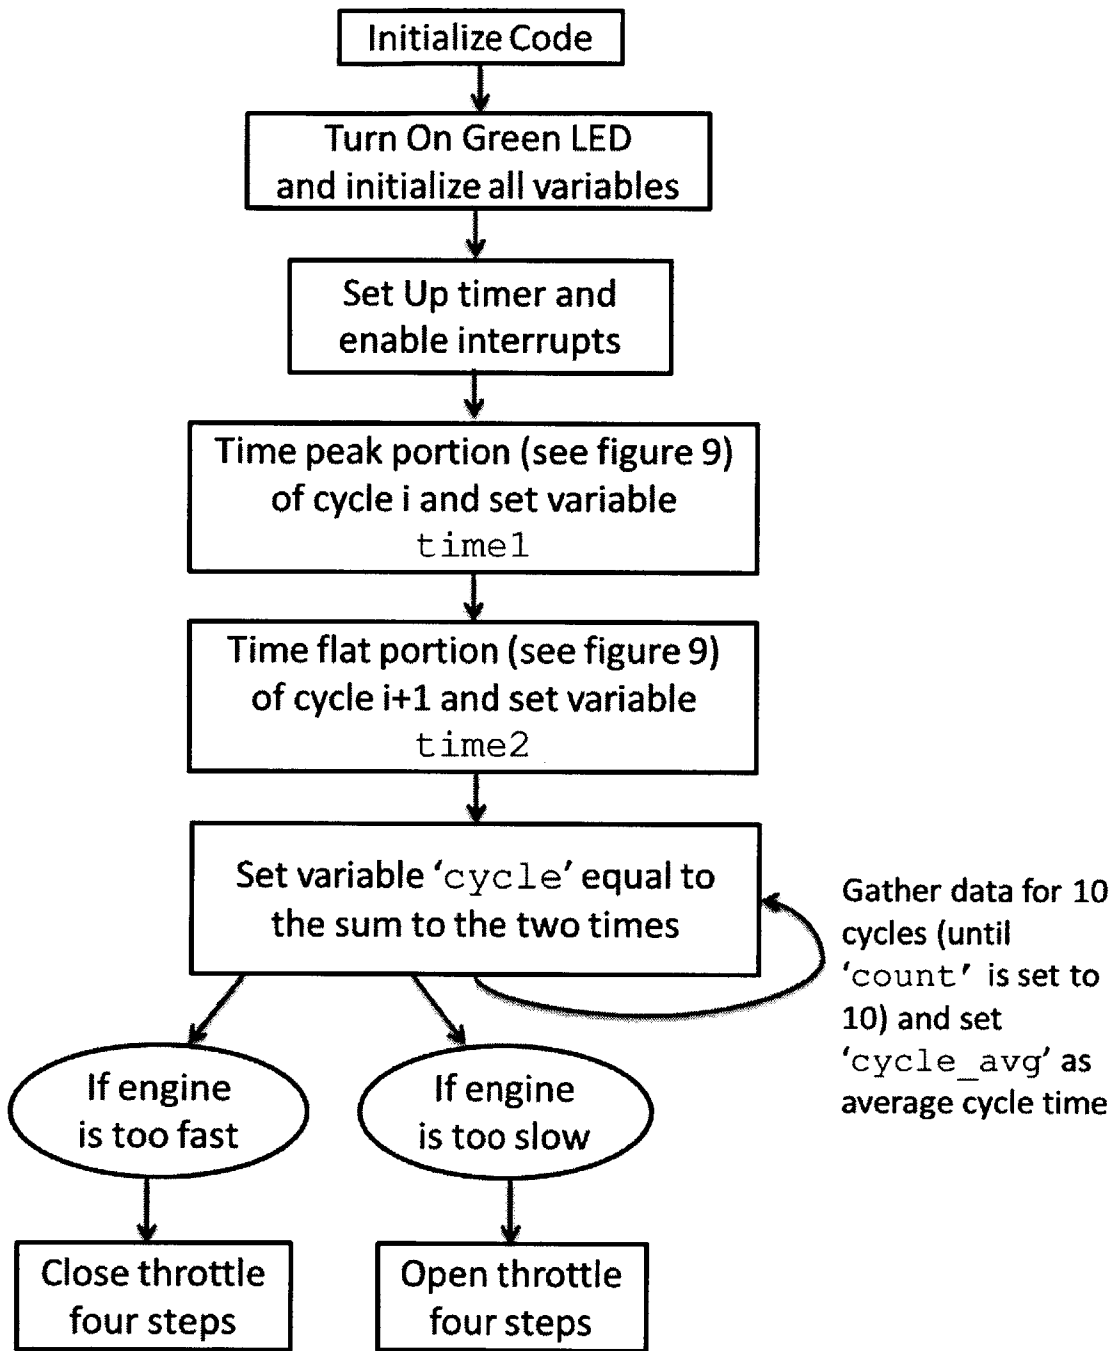 Initialize Code
Turn On Green LED
and initialize all variables
Set Up timer and
enable interrupts
Time peak portion (see figure 9)
of cycle i and set variable
time1
Time flat portion (see figure 9)
of cycle i+1 and set variable
time2
Set variable ‘cycle’ equal to
the sum to the two times
Gather data for 10
cycles (until
‘count’ is set to
10) and set
‘cycle_avg’ as
average cycle time
If engine
is too fast
If engine
is too slow
Close throttle
four steps
Open throttle
four steps